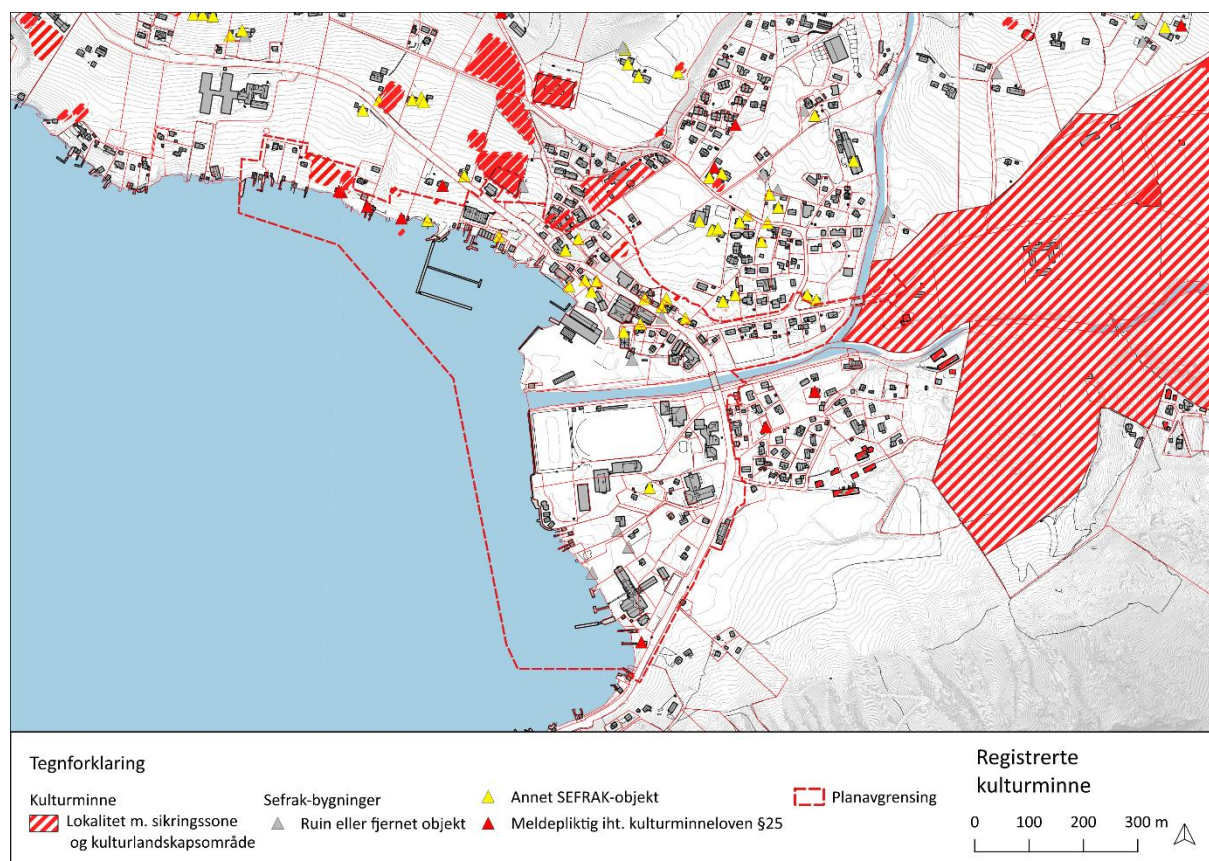 Tegnforklaring
Kulturminne
Lokalitet m. sikringssone
og kulturlandskapsområde
Sefrak-bygninger
Ruin eller fjernet objekt
Annet SEFRAK-objekt
Meldepliktig iht. kulturminneloven §25
Planavgrensing
Registrerte
kulturminne
0 100 200 300 m